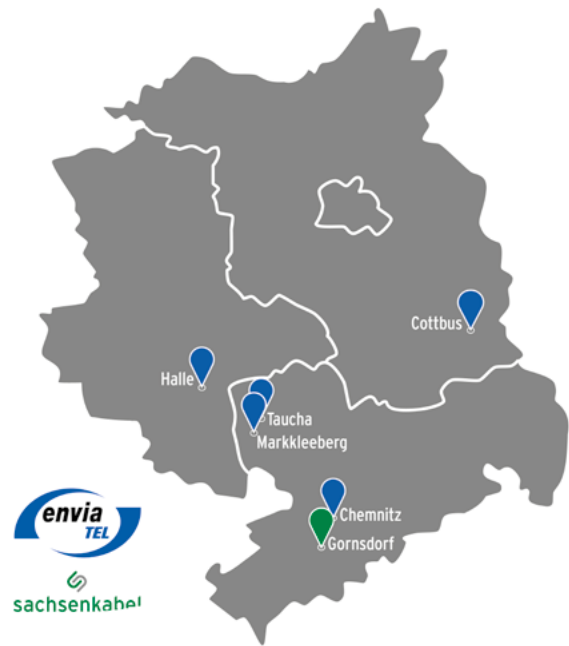 Cottbus
Halle
Taucha
Markkleeberg
Chemnitz
Gornsdorf
envia
TEL
sachsenkabel